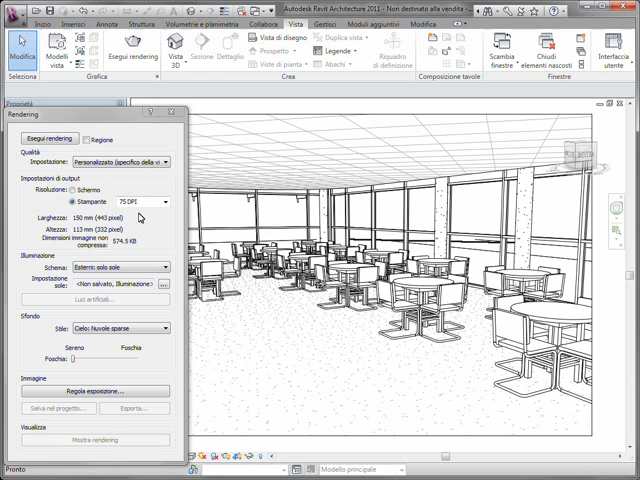 Autodesk Revit Architecture 2011 - Non destinato alla vendita
Inizio Inserisci Annota Struttura Volumetrie e planimetria Collabora Vista Gestisci Moduli aggiuntivi Modifica
Modifica
Modelli vista
Esegui rendering
Vista 3D
Sezione
Dettaglio
Vista di disegno
Prospetto
Duplica vista
Legende
Abachi
Riquadro di definizione
Scambia finestre
Chiudi elementi nascosti
Interfaccia utente
Seleziona Grafica Crea Composizione tavole Finestre
Proprietà
Rendering
Esegui rendering Regione
Qualità
Impostazione: Personalizzato (specifico della vi
Impostazioni di output
Risoluzione: Schermo
Stampante 75 DPI
Larghezza: 150 mm (443 pixel)
Altezza: 113 mm (332 pixel)
Dimensioni immagine non compressa: 574.5 KB
Illuminazione
Schema: Esterni: solo sole
Impostazione sole: <Non salvato, Illuminazione> ...
Luci artificiali...
Sfondo
Stile: Cielo: Nuvole sparse
Sereno Foschia
Foschia:
Immagine
Regola esposizione...
Salva nel progetto... Esporta...
Visualizza
Mostra rendering
Pronto
Modello principale